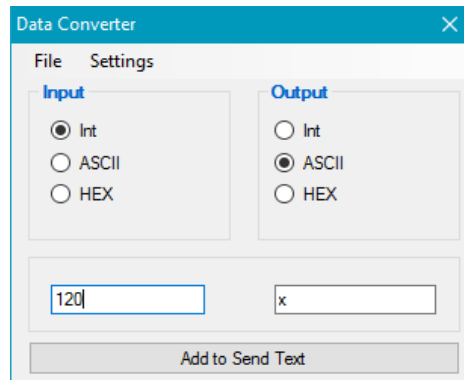 Data Converter
File Settings
Input Output
Int Int
ASCII ASCII
HEX HEX
120 x
Add to Send Text